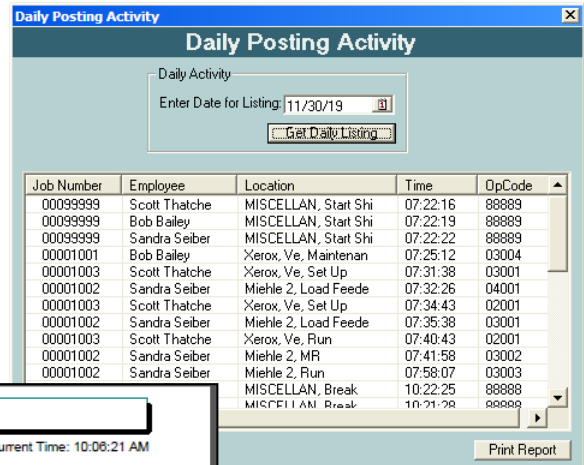 Daily Posting Activity
Daily Posting Activity
Daily Activity
Enter Date for Listing: 11/30/19
Get Daily Listing
Job Number Employee Location Time OpCode
00099999 Scott Thatche MISCELLAN, Start Shi 07:22:16 88889
00099999 Bob Bailey MISCELLAN, Start Shi 07:22:19 88889
00099999 Sandra Seiber MISCELLAN, Start Shi 07:22:22 88889
00001001 Bob Bailey Xerox, Ve, Maintenan 07:25:12 03004
00001003 Scott Thatche Xerox, Ve, Set Up 07:31:38 03001
00001002 Sandra Seiber Miehle 2, Load Feede 07:32:26 04001
00001003 Scott Thatche Xerox, Ve, Set Up 07:34:43 02001
00001002 Sandra Seiber Miehle 2, Load Feede 07:35:38 03001
00001003 Scott Thatche Xerox, Ve, Run 07:40:43 02001
00001002 Sandra Seiber Miehle 2, MR 07:41:58 03002
00001002 Sandra Seiber Miehle 2, Run 07:58:07 03003
MISCELLAN, Break 10:22:25 88888
MISCELLAN, Break 10:21:28 88888
urrent Time: 10:06:21 AM
Print Report